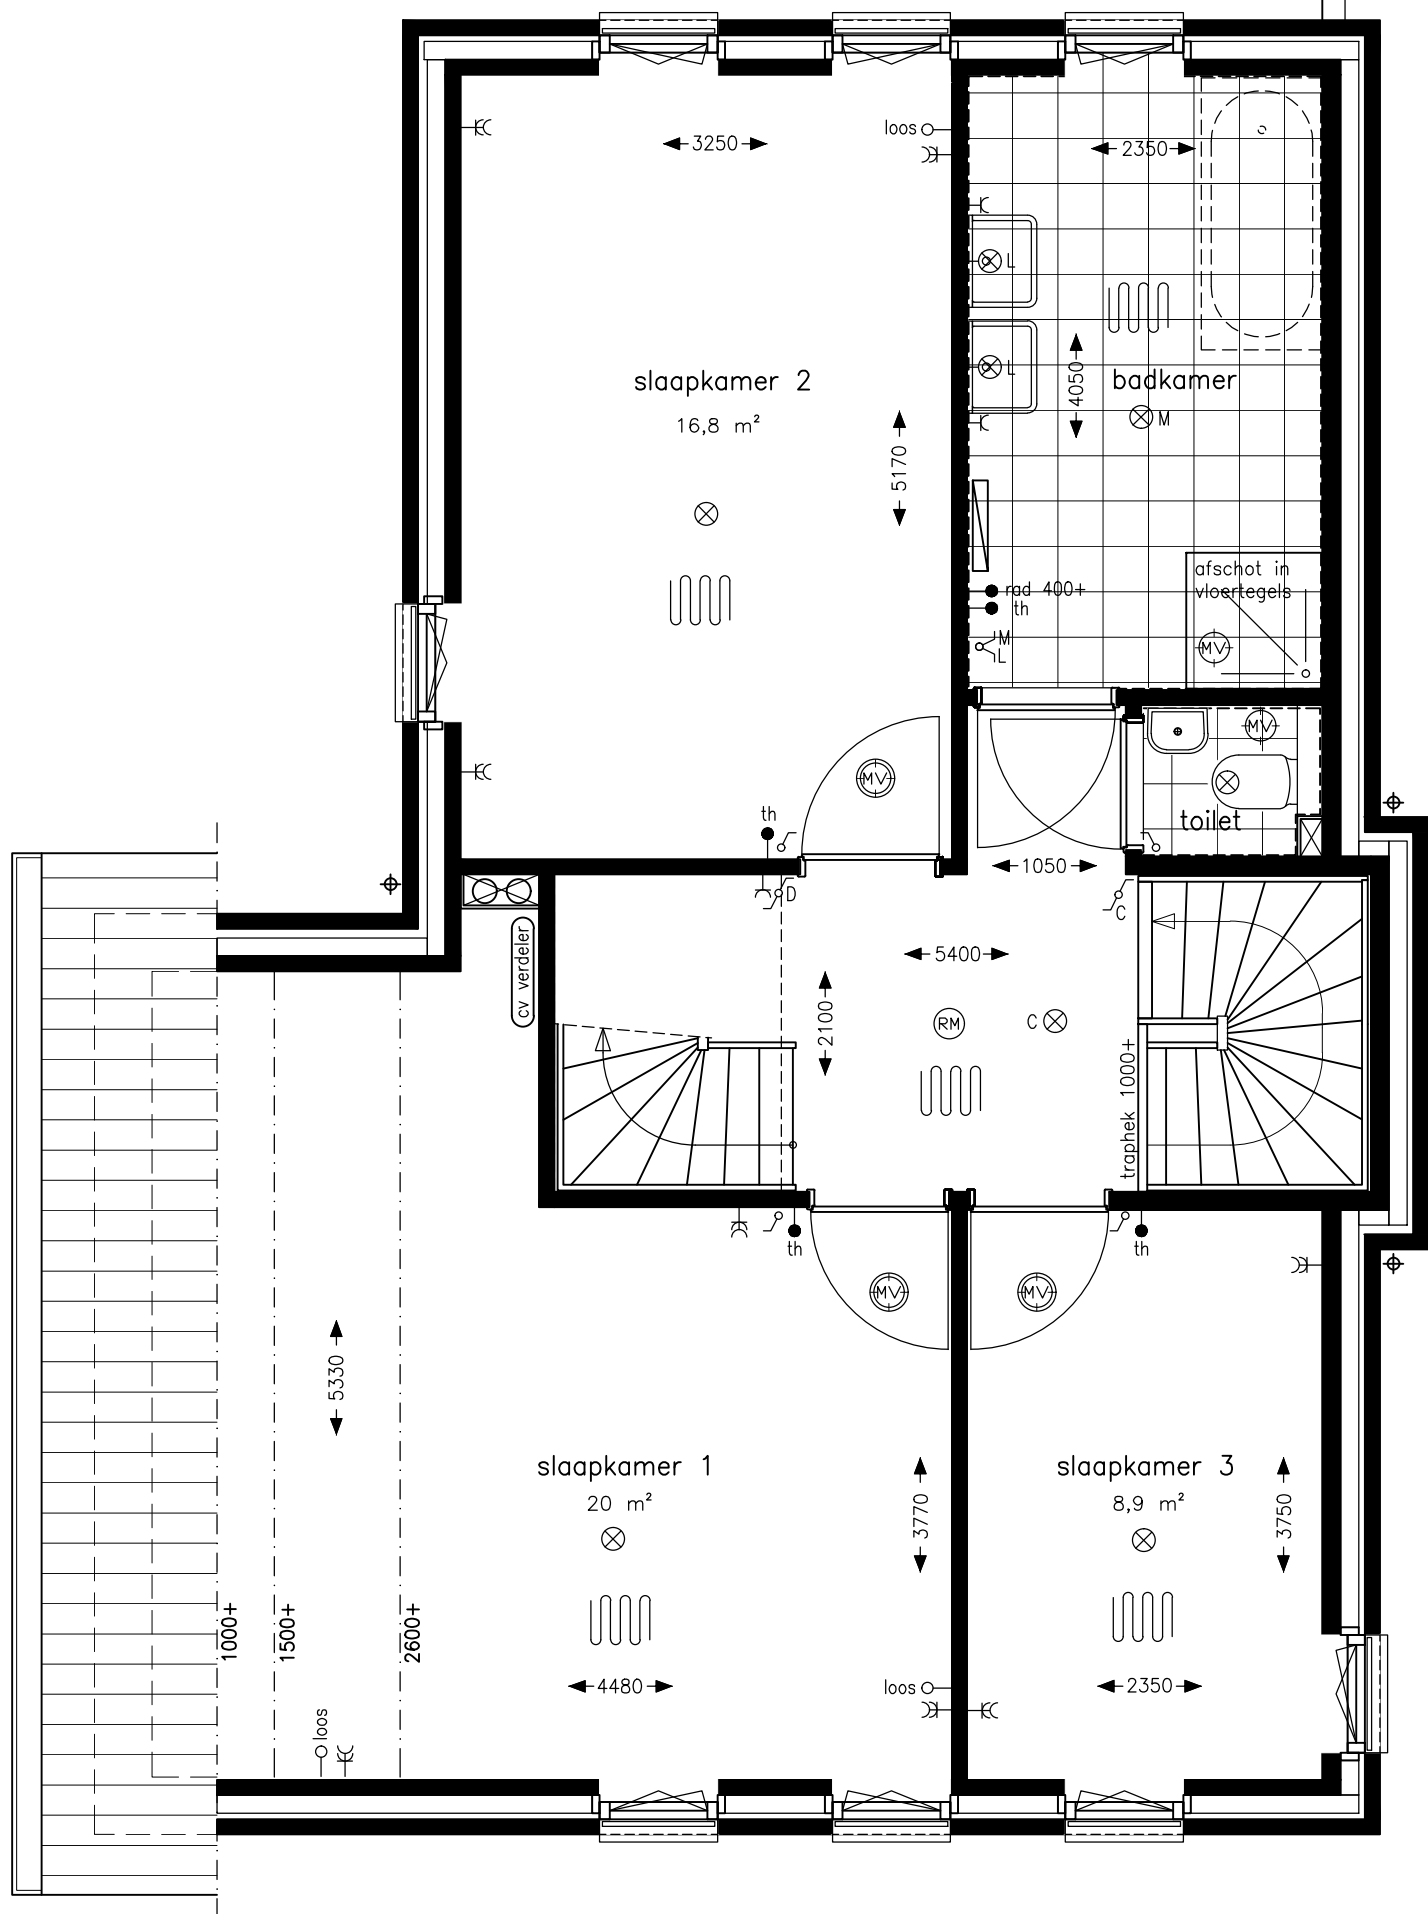 loos
3250
2350
L
slaapkamer 2
16,8 m²
L
4050
badkamer
M
5170
afschot in
vloertegels
rad 400+
th
M
L
MV
MV
MV
toilet
th
D
1050
C
cv verdeler
5400
2100
RM
C
traphek 1000+
th
th
MV
MV
5330
slaapkamer 1
20 m²
3770
slaapkamer 3
8,9 m²
3750
1000+
1500+
2600+
4480
loos
2350
loos